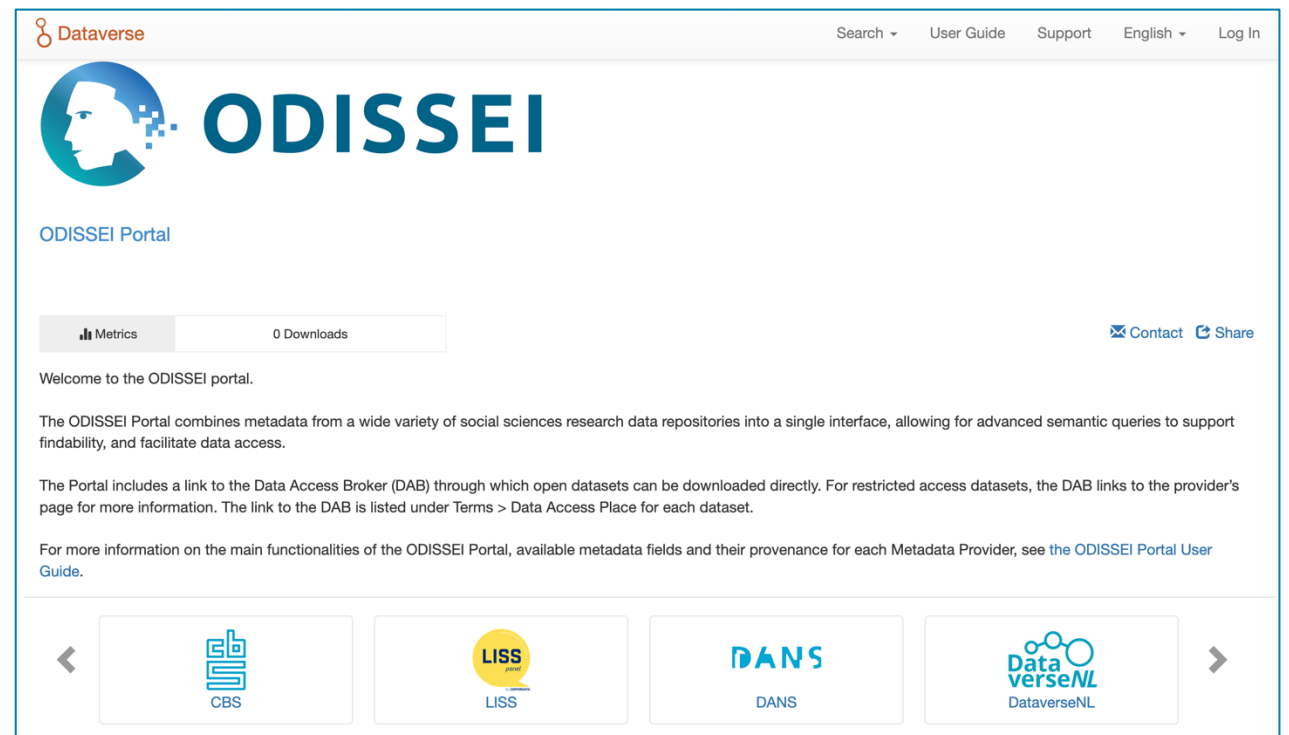 Dataverse
Search
User Guide
Support
English
Log In
ODISSEI
ODISSEI Portal
Metrics
0 Downloads
Contact
Share
Welcome to the ODISSEI portal.
The ODISSEI Portal combines metadata from a wide variety of social sciences research data repositories into a single interface, allowing for advanced semantic queries to support
findability, and facilitate data access.
The Portal includes a link to the Data Access Broker (DAB) through which open datasets can be downloaded directly. For restricted access datasets, the DAB links to the provider's
page for more information. The link to the DAB is listed under Terms > Data Access Place for each dataset.
For more information on the main functionalities of the ODISSEI Portal, available metadata fields and their provenance for each Metadata Provider, see the ODISSEI Portal User
Guide.
cbs
CBS
LISS
panel
LISS
DANS
DANS
Data
verseNL
DataverseNL